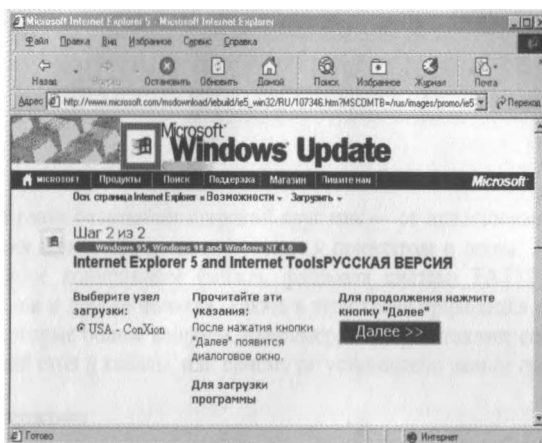 Microsoft Internet Explorer 5 - Microsoft Internet Explorer
Файл Правка Вид Избранное Сервис Справка
Назад Вперед Остановить Обновить Домой Поиск Избранное Журнал Почта
Адрес http://www.microsoft.com/msdownload/iebuild/ie5_win32/RU/107346.htm?MSCOMTB=/rus/images/promo/ie5 Переход
Microsoft
Windows Update
MICROSOFT Продукты Поиск Поддержка Магазин Пишите нам Microsoft
Осн. страница Internet Explorer Возможности Загрузить
Шаг 2 из 2
Windows 95, Windows 98 and Windows NT 4.0
Internet Explorer 5 and Internet ToolsРУССКАЯ ВЕРСИЯ
Выберите узел загрузки:
USA - ConXion
Прочитайте эти указания:
После нажатия кнопки "Далее" появится диалоговое окно.
Для загрузки программы
Для продолжения нажмите кнопку "Далее"
Далее >>
Готово Интернет